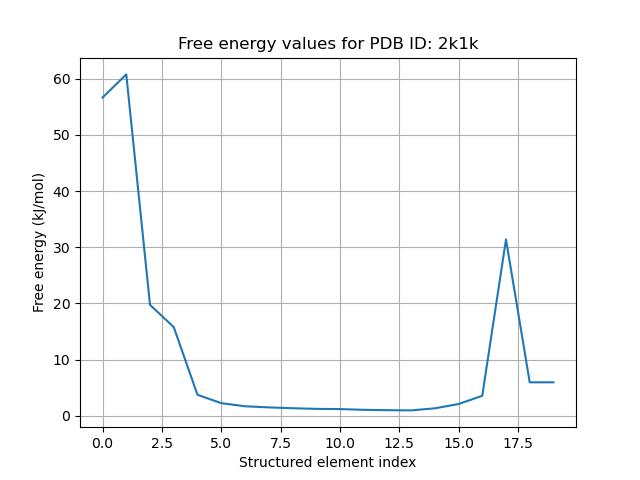 Free energy values for PDB ID: 2k1k
60
50
40
30
20
10
0
Free energy (kJ/mol)
0.0 2.5 5.0 7.5 10.0 12.5 15.0 17.5
Structured element index